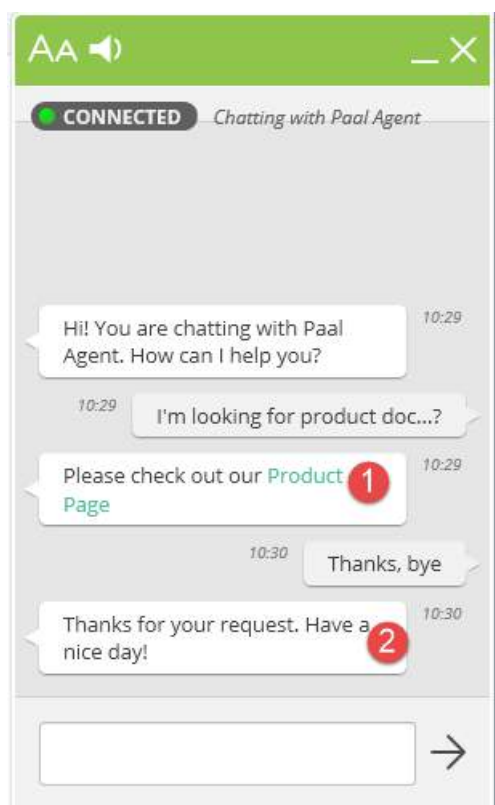 AA
CONNECTED Chatting with Paal Agent
10:29
Hi! You are chatting with Paal
Agent. How can I help you?
10:29
I'm looking for product doc...?
10:29
Please check out our Product 1
Page
10:30
Thanks, bye
10:30
Thanks for your request. Have a
nice day! 2